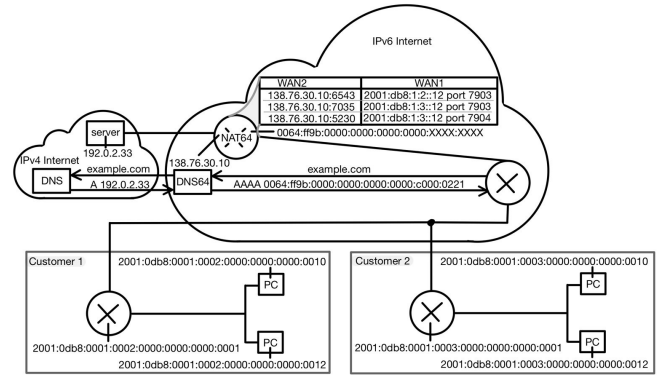 IPv6 Internet
WAN2 WAN1
138.76.30.10:6543 2001:db8:1:2::12 port 7903
138.76.30.10:7035 2001:db8:1:3::12 port 7903
138.76.30.10:5230 2001:db8:1:3::12 port 7904
server
NAT64
0064:ff9b:0000:0000:0000:0000:XXXX:XXXX
192.0.2.33
IPv4 Internet
138.76.30.10
example.com
example.com
DNS
A 192.0.2.33
DNS64
AAAA 0064:ff9b:0000:0000:0000:0000:c000:0221
Customer 1
2001:0db8:0001:0002:0000:0000:0000:0010
PC
2001:0db8:0001:0002:0000:0000:0000:0001
PC
2001:0db8:0001:0002:0000:0000:0000:0012
Customer 2
2001:0db8:0001:0003:0000:0000:0000:0010
PC
2001:0db8:0001:0003:0000:0000:0000:0001
PC
2001:0db8:0001:0003:0000:0000:0000:0012